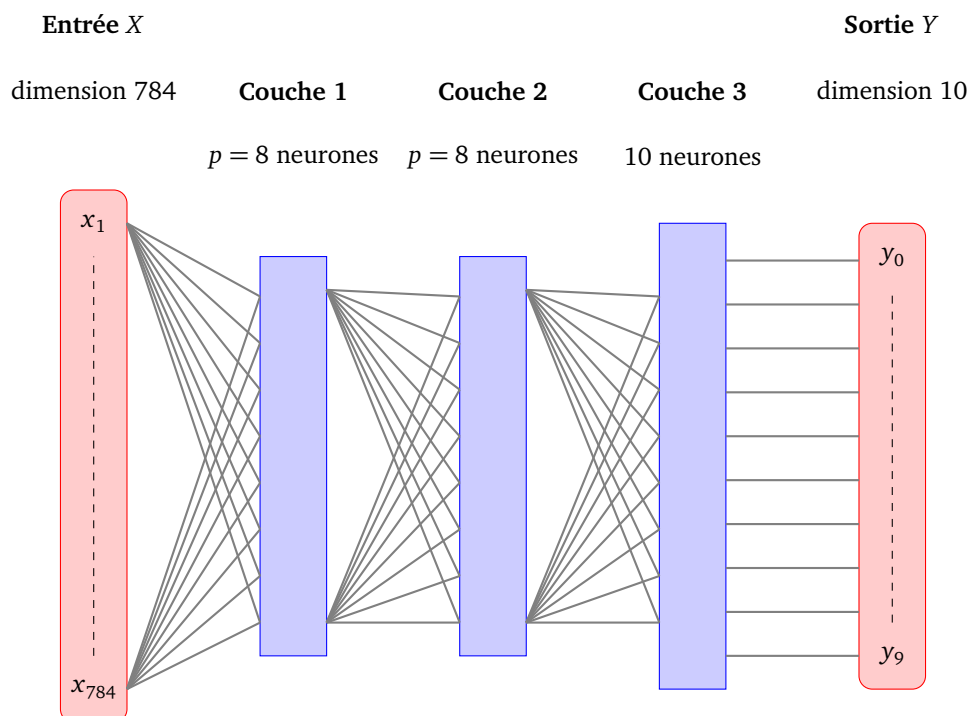 Entrée X
Sortie Y
dimension 784
Couche 1
Couche 2
Couche 3
dimension 10
p = 8 neurones
p = 8 neurones
10 neurones
x₁
y₀
y₉
x₇₈₄